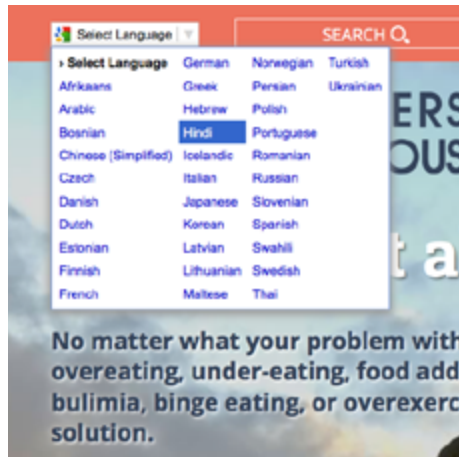 Select Language
SEARCH
› Select Language German Norwegian Turkish
Afrikaans Greek Persian Ukrainian
Arabic Hebrew Polish
Bosnian Hindi Portuguese
Chinese (Simplified) Icelandic Romanian
Czech Italian Russian
Danish Japanese Slovenian
Dutch Korean Spanish
Estonian Latvian Swahili
Finnish Lithuanian Swedish
French Maltese Thai
ERS
OUS
t a
No matter what your problem with
overeating, under-eating, food add
bulimia, binge eating, or overexerc
solution.